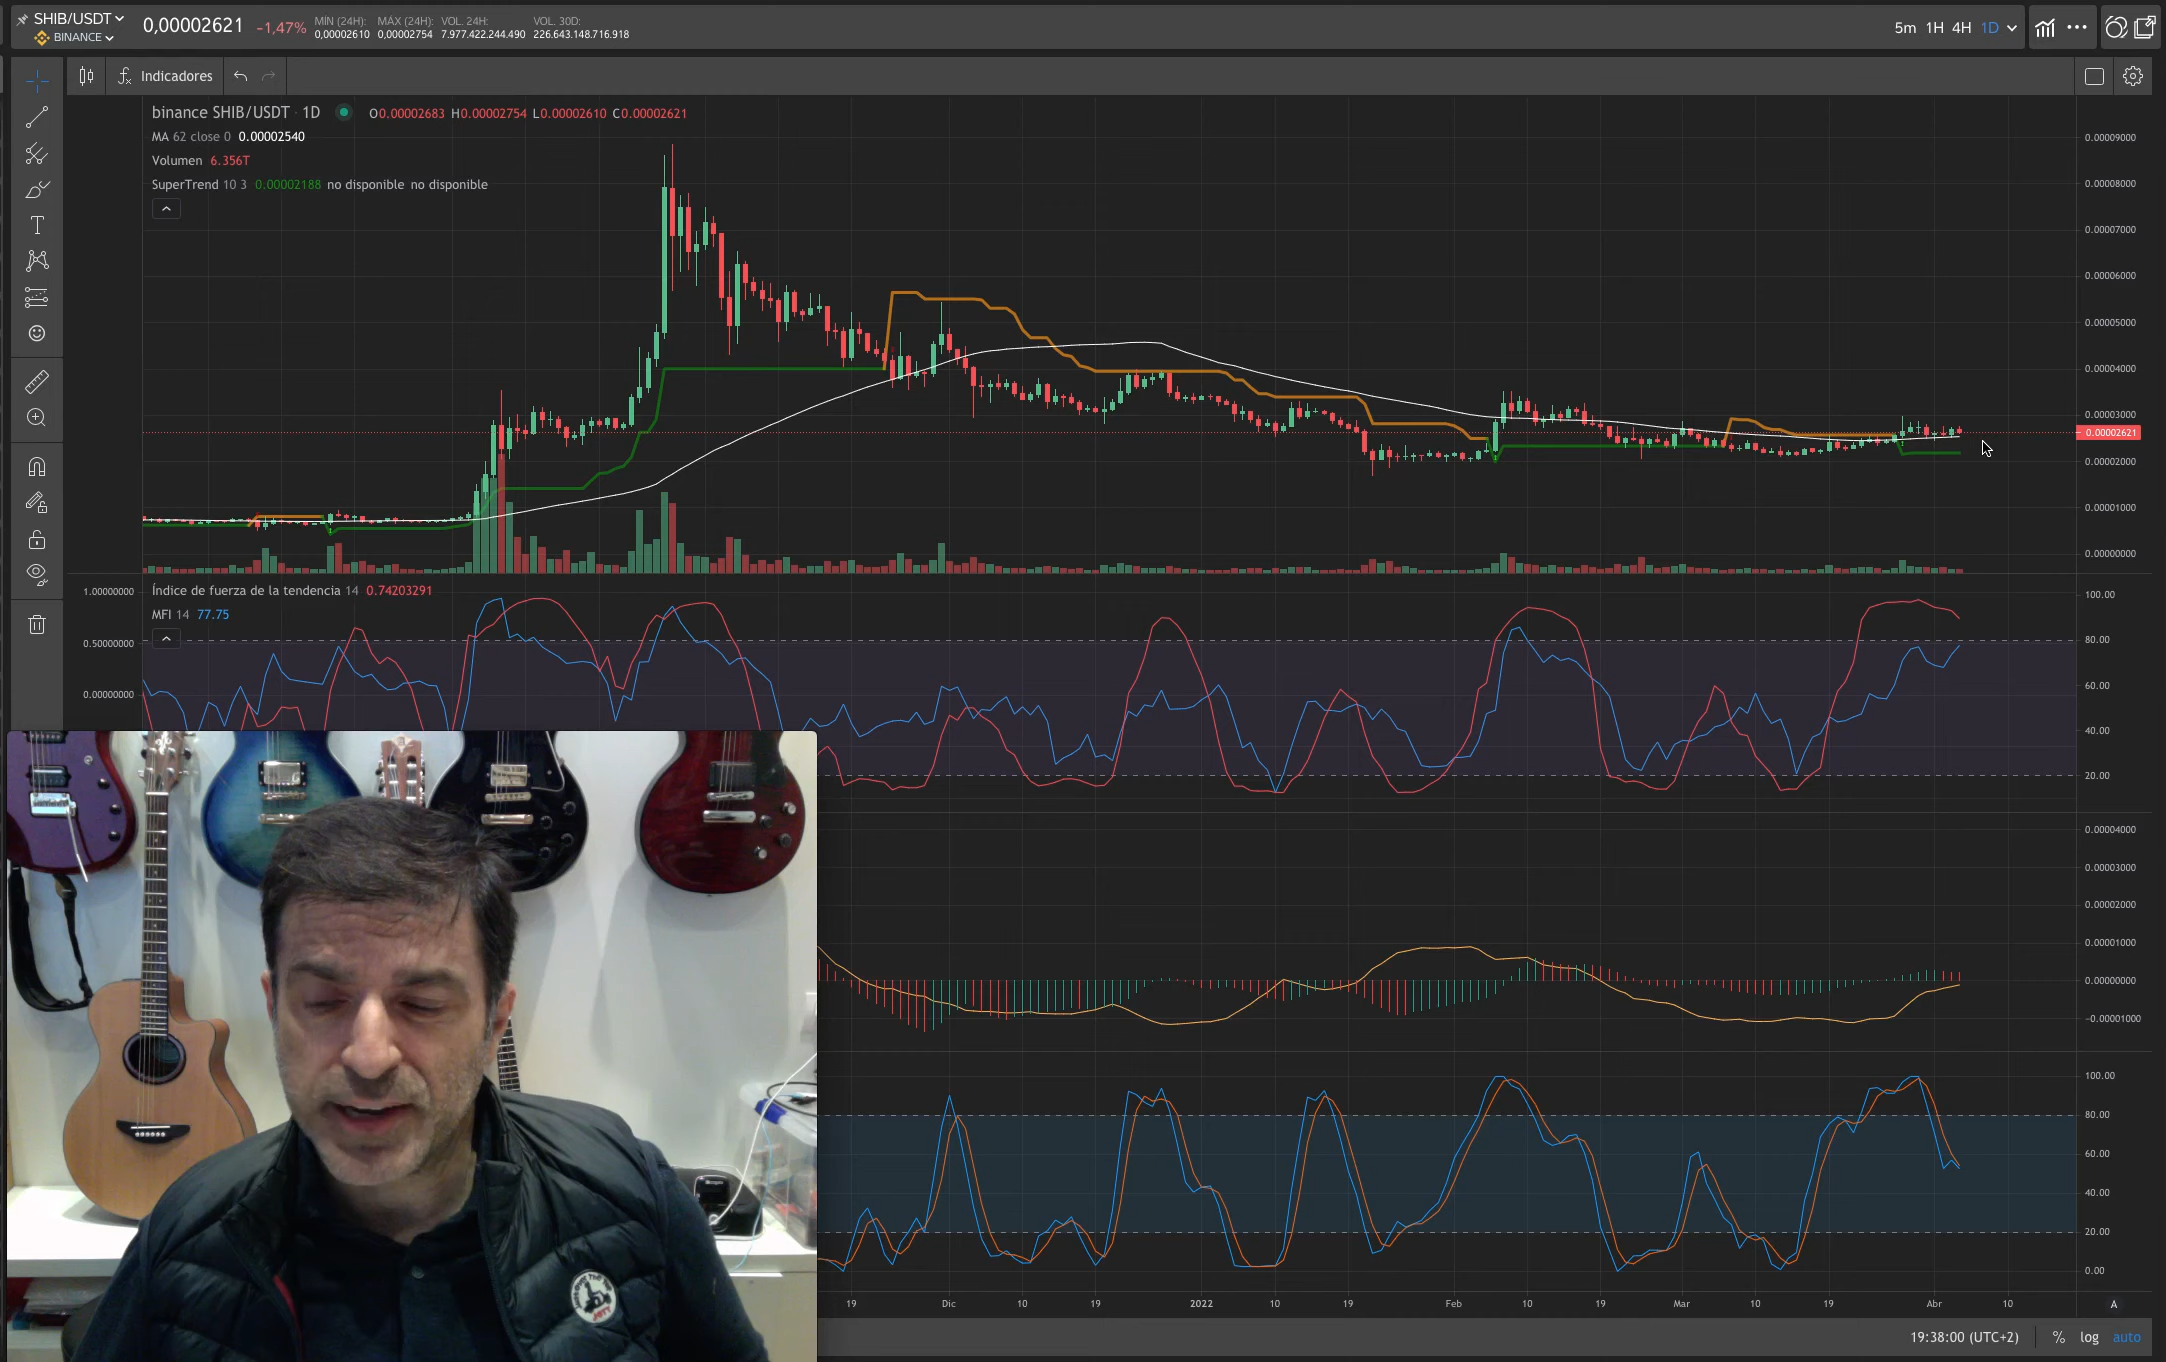 SHIB/USDT
BINANCE
0,00002621 -1,47%
MÍN (24H): MÁX (24H): VOL. 24H: VOL. 30D:
0,00002610 0,00002754 7.977.422.244.490 226.643.148.716.918
5m 1H 4H 1D
Indicadores
binance SHIB/USDT · 1D O0.00002683 H0.00002754 L0.00002610 C0.00002621
MA 62 close 0 0.00002540
Volumen 6.356T
SuperTrend 10 3 0.00002188 no disponible no disponible
0.00009000
0.00008000
0.00007000
0.00006000
0.00005000
0.00004000
0.00003000
0.00002621
0.00002000
0.00001000
0.00000000
Índice de fuerza de la tendencia 14 0.74203291
MFI 14 77.75
1.00000000
0.50000000
0.00000000
100.00
80.00
60.00
40.00
20.00
0.00004000
0.00003000
0.00002000
0.00001000
0.00000000
-0.00001000
100.00
80.00
60.00
40.00
20.00
0.00
19 Dic 10 19 2022 10 19 Feb 10 19 Mar 10 19 Abr 10
A
19:38:00 (UTC+2) % log auto